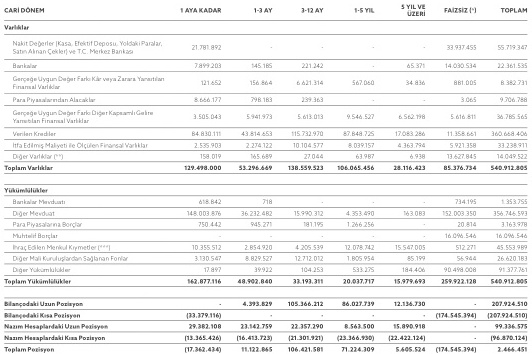 CARİ DÖNEM 1 AYA KADAR 1-3 AY 3-12 AY 1-5 YIL 5 YIL VE ÜZERİ FAİZSİZ (*) TOPLAM
Varlıklar
Nakit Değerler (Kasa, Efektif Deposu, Yoldaki Paralar, Satın Alınan Çekler) ve T.C. Merkez Bankası 21.781.892 - - - - 33.937.455 55.719.347
Bankalar 7.899.203 145.185 221.242 - 65.371 14.030.534 22.361.535
Gerçeğe Uygun Değer Farkı Kâr veya Zarara Yansıtılan Finansal Varlıklar 121.652 156.864 6.621.314 567.060 34.836 881.005 8.382.731
Para Piyasalarından Alacaklar 8.666.177 798.183 239.363 - - 3.065 9.706.788
Gerçeğe Uygun Değer Farkı Diğer Kapsamlı Gelire Yansıtılan Finansal Varlıklar 3.505.043 5.941.973 5.613.013 9.546.527 6.562.198 5.616.811 36.785.565
Verilen Krediler 84.830.111 43.814.653 115.732.970 87.848.725 17.083.286 11.358.661 360.668.406
İtfa Edilmiş Maliyeti ile Ölçülen Finansal Varlıklar 2.535.903 2.274.122 10.104.577 8.039.157 4.363.794 5.921.358 33.238.911
Diğer Varlıklar (**) 158.019 165.689 27.044 63.987 6.938 13.627.845 14.049.522
Toplam Varlıklar 129.498.000 53.296.669 138.559.523 106.065.456 28.116.423 85.376.734 540.912.805
Yükümlülükler
Bankalar Mevduatı 618.842 718 - - - 734.195 1.353.755
Diğer Mevduat 148.003.876 36.232.482 15.990.312 4.353.490 163.083 152.003.350 356.746.593
Para Piyasalarına Borçlar 750.442 945.271 181.195 1.266.256 - 20.814 3.163.978
Muhtelif Borçlar - - - - - 16.096.546 16.096.546
İhraç Edilen Menkul Kıymetler (***) 10.355.512 2.854.920 4.205.539 12.078.742 15.547.005 512.271 45.553.989
Diğer Mali Kuruluşlardan Sağlanan Fonlar 3.130.547 8.829.527 12.712.012 1.805.954 85.199 56.944 26.620.183
Diğer Yükümlülükler 17.897 39.922 104.253 533.275 184.406 90.498.008 91.377.761
Toplam Yükümlülükler 162.877.116 48.902.840 33.193.311 20.037.717 15.979.693 259.922.128 540.912.805
Bilançodaki Uzun Pozisyon - 4.393.829 105.366.212 86.027.739 12.136.730 - 207.924.510
Bilançodaki Kısa Pozisyon (33.379.116) - - - - (174.545.394) (207.924.510)
Nazım Hesaplardaki Uzun Pozisyon 29.382.108 23.142.759 22.357.290 8.563.500 15.890.918 - 99.336.575
Nazım Hesaplardaki Kısa Pozisyon (13.365.426) (16.413.723) (21.301.921) (23.366.930) (22.422.124) - (96.870.124)
Toplam Pozisyon (17.362.434) 11.122.865 106.421.581 71.224.309 5.605.524 (174.545.394) 2.466.451